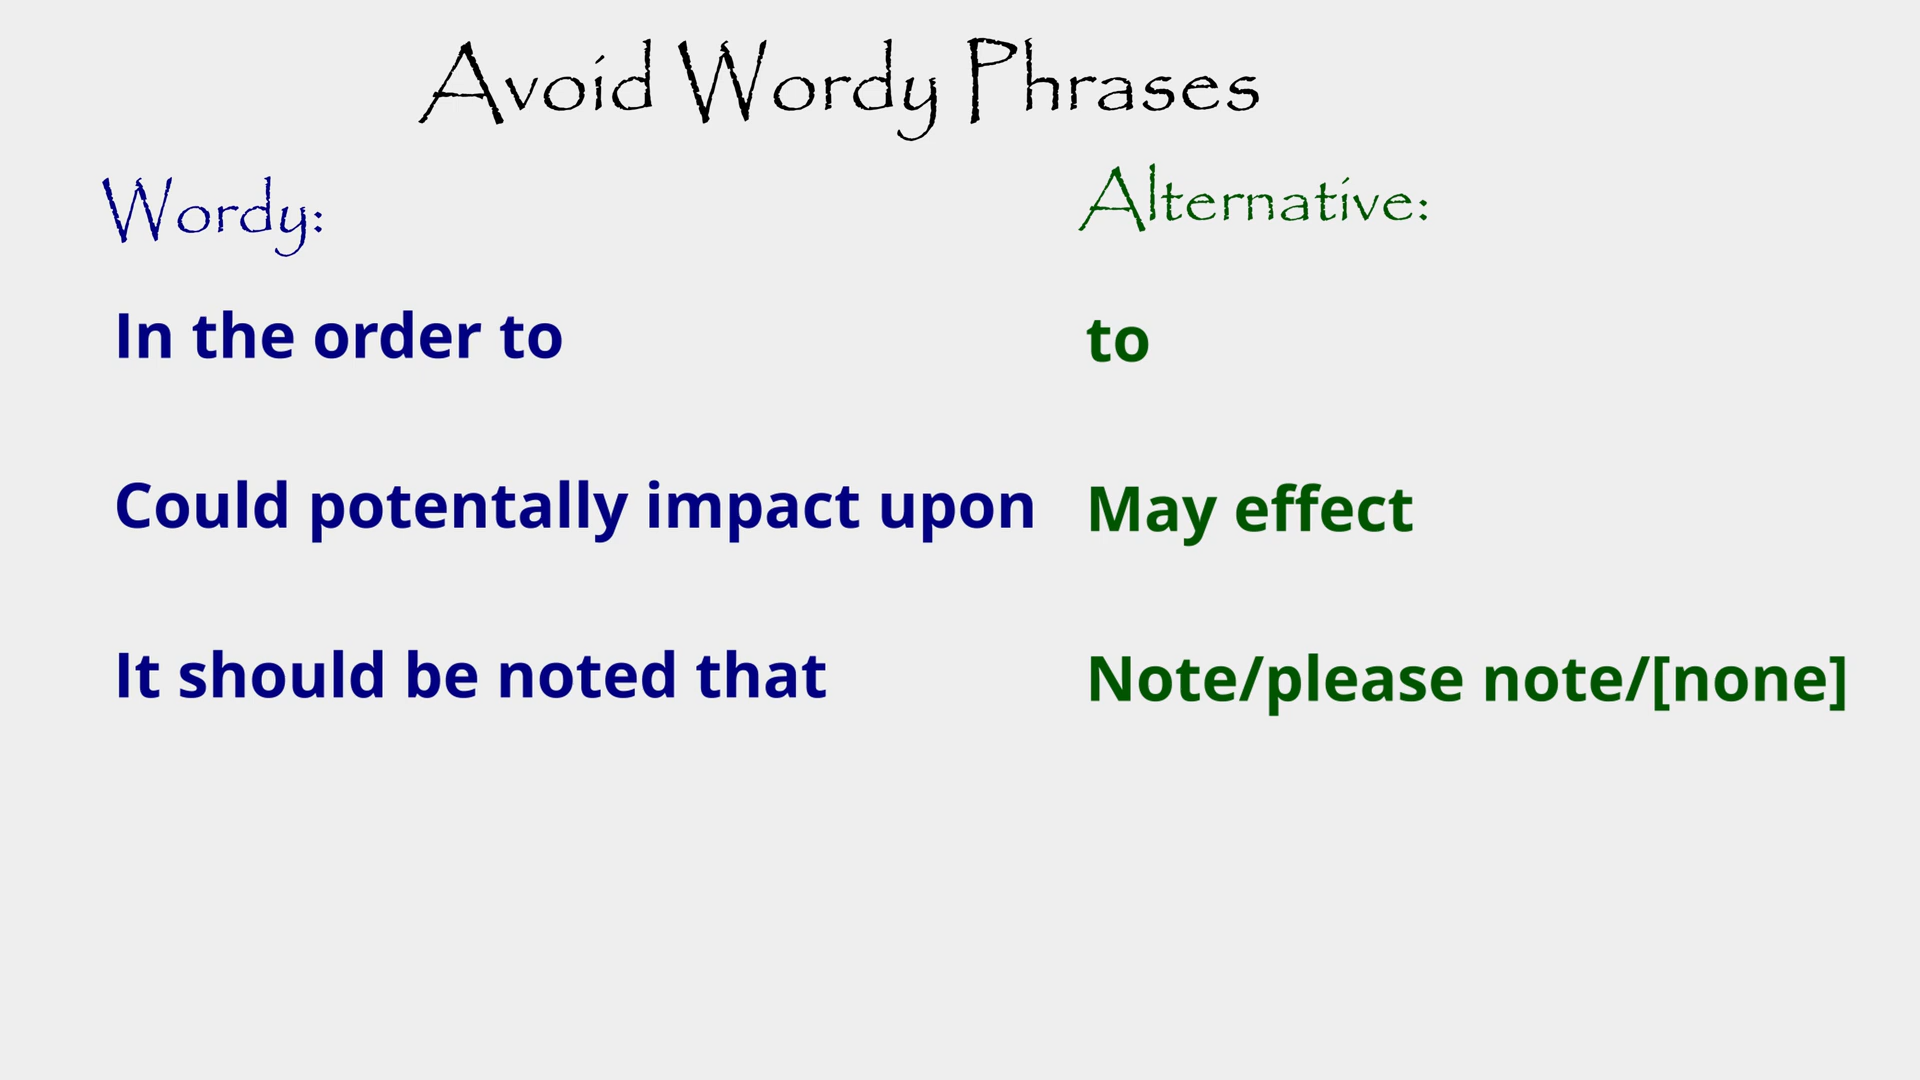 Avoid Wordy Phrases
Wordy:
Alternative:
In the order to
to
Could potentally impact upon
May effect
It should be noted that
Note/please note/[none]